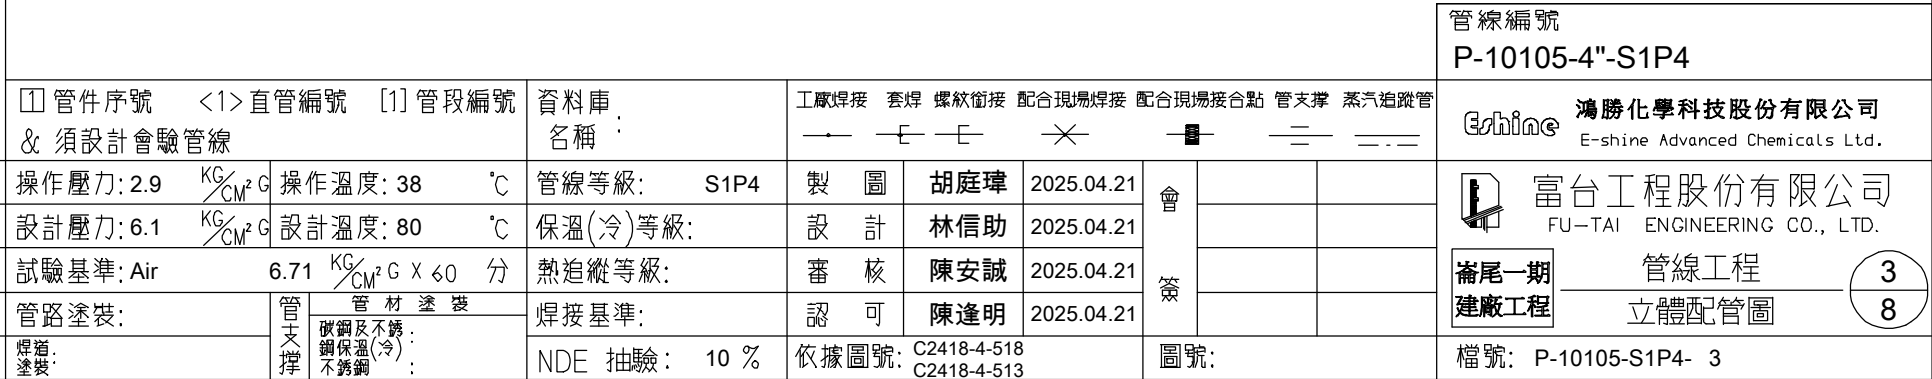 管線編號
P-10105-4"-S1P4
1 管件序號 <1>直管編號 [1]管段編號
& 須設計會驗管線
資料庫
名稱 :
工廠焊接 套焊 螺紋銜接 配合現場焊接 配合現場接合點 管支撐 蒸汽追蹤管
Eshine 鴻勝化學科技股份有限公司
E-shine Advanced Chemicals Ltd.
操作壓力: 2.9 KG/CM² G 操作溫度: 38 °C 管線等級: S1P4 製圖 胡庭瑋 2025.04.21 會簽
設計壓力: 6.1 KG/CM² G 設計溫度: 80 °C 保溫(冷)等級: 設計 林信助 2025.04.21
富台工程股份有限公司
FU-TAI ENGINEERING CO., LTD.
試驗基準: Air 6.71 KG/CM² G X 60 分 熱追縱等級: 審核 陳安誠 2025.04.21
管路塗裝: 管支撐 管材塗裝 焊接基準: 認可 陳逢明 2025.04.21
崙尾一期
建廠工程
管線工程
立體配管圖
3
8
焊道塗裝:
碳鋼及不銹鋼保溫(冷) :
不銹鋼 :
NDE 抽驗: 10 %
依據圖號: C2418-4-518
C2418-4-513
圖號:
檔號: P-10105-S1P4- 3